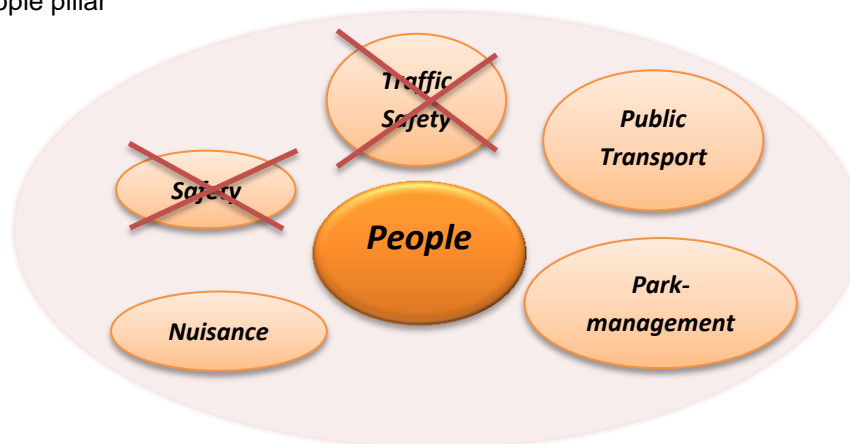 ople pillar
Traffic
Safety
Public
Transport
Safety
People
Park-
management
Nuisance